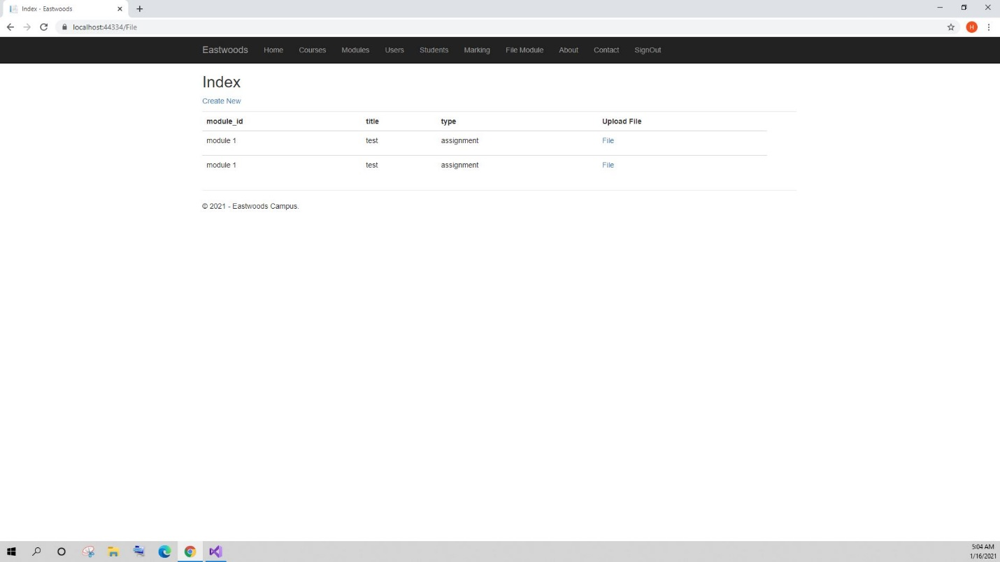 Index - Eastwoods
localhost:44334/File
H
Eastwoods Home Courses Modules Users Students Marking File Module About Contact SignOut
Index
Create New
module_id title type Upload File
module 1 test assignment File
module 1 test assignment File
© 2021 - Eastwoods Campus.
5:04 AM
1/16/2021